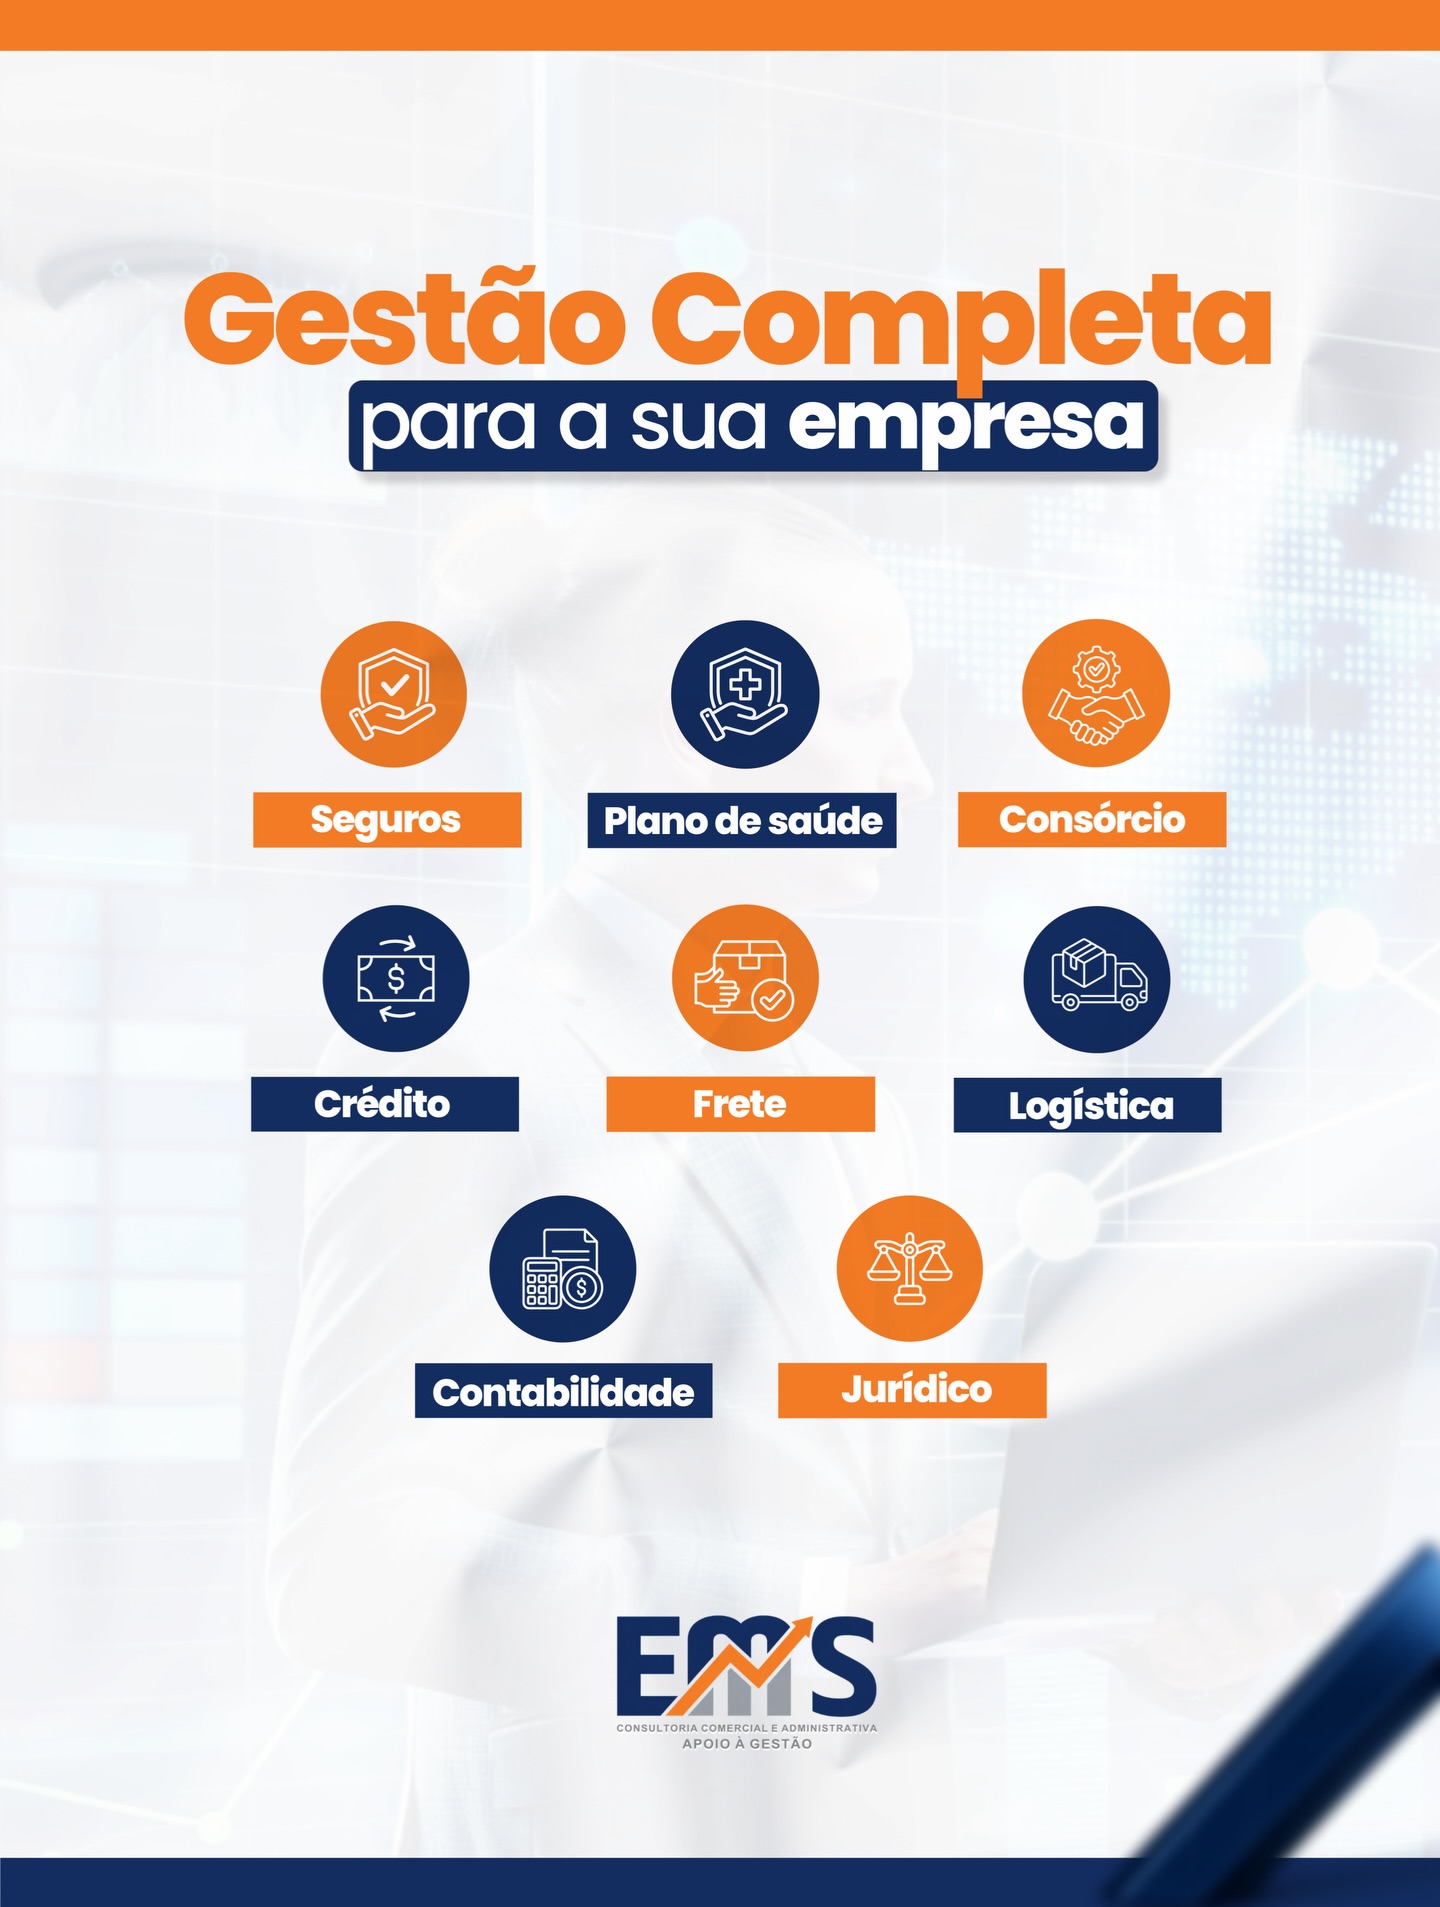 Gestão Completa
para a sua empresa
Seguros
Plano de saúde
Consórcio
Crédito
Frete
Logística
Contabilidade
Jurídico
EMS
CONSULTORIA COMERCIAL E ADMINISTRATIVA
APOIO À GESTÃO